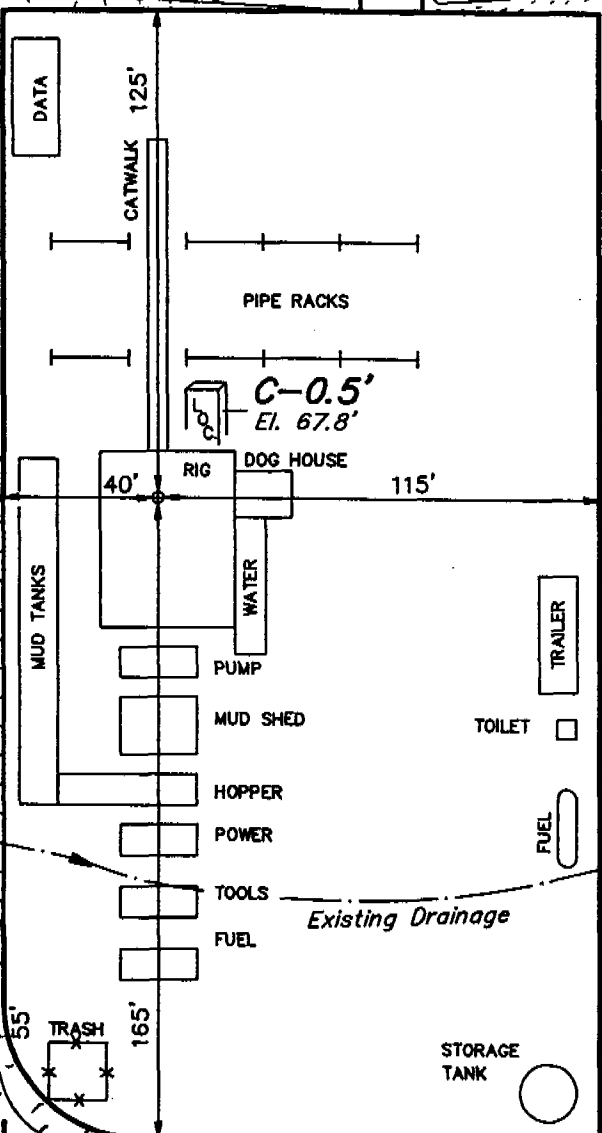 DATA
125'
CATWALK
PIPE RACKS
C-0.5'
El. 67.8'
LOC.
RIG
DOG HOUSE
40'
115'
MUD TANKS
WATER
TRAILER
PUMP
MUD SHED
TOILET
HOPPER
POWER
FUEL
TOOLS
Existing Drainage
FUEL
55'
TRASH
165'
STORAGE
TANK